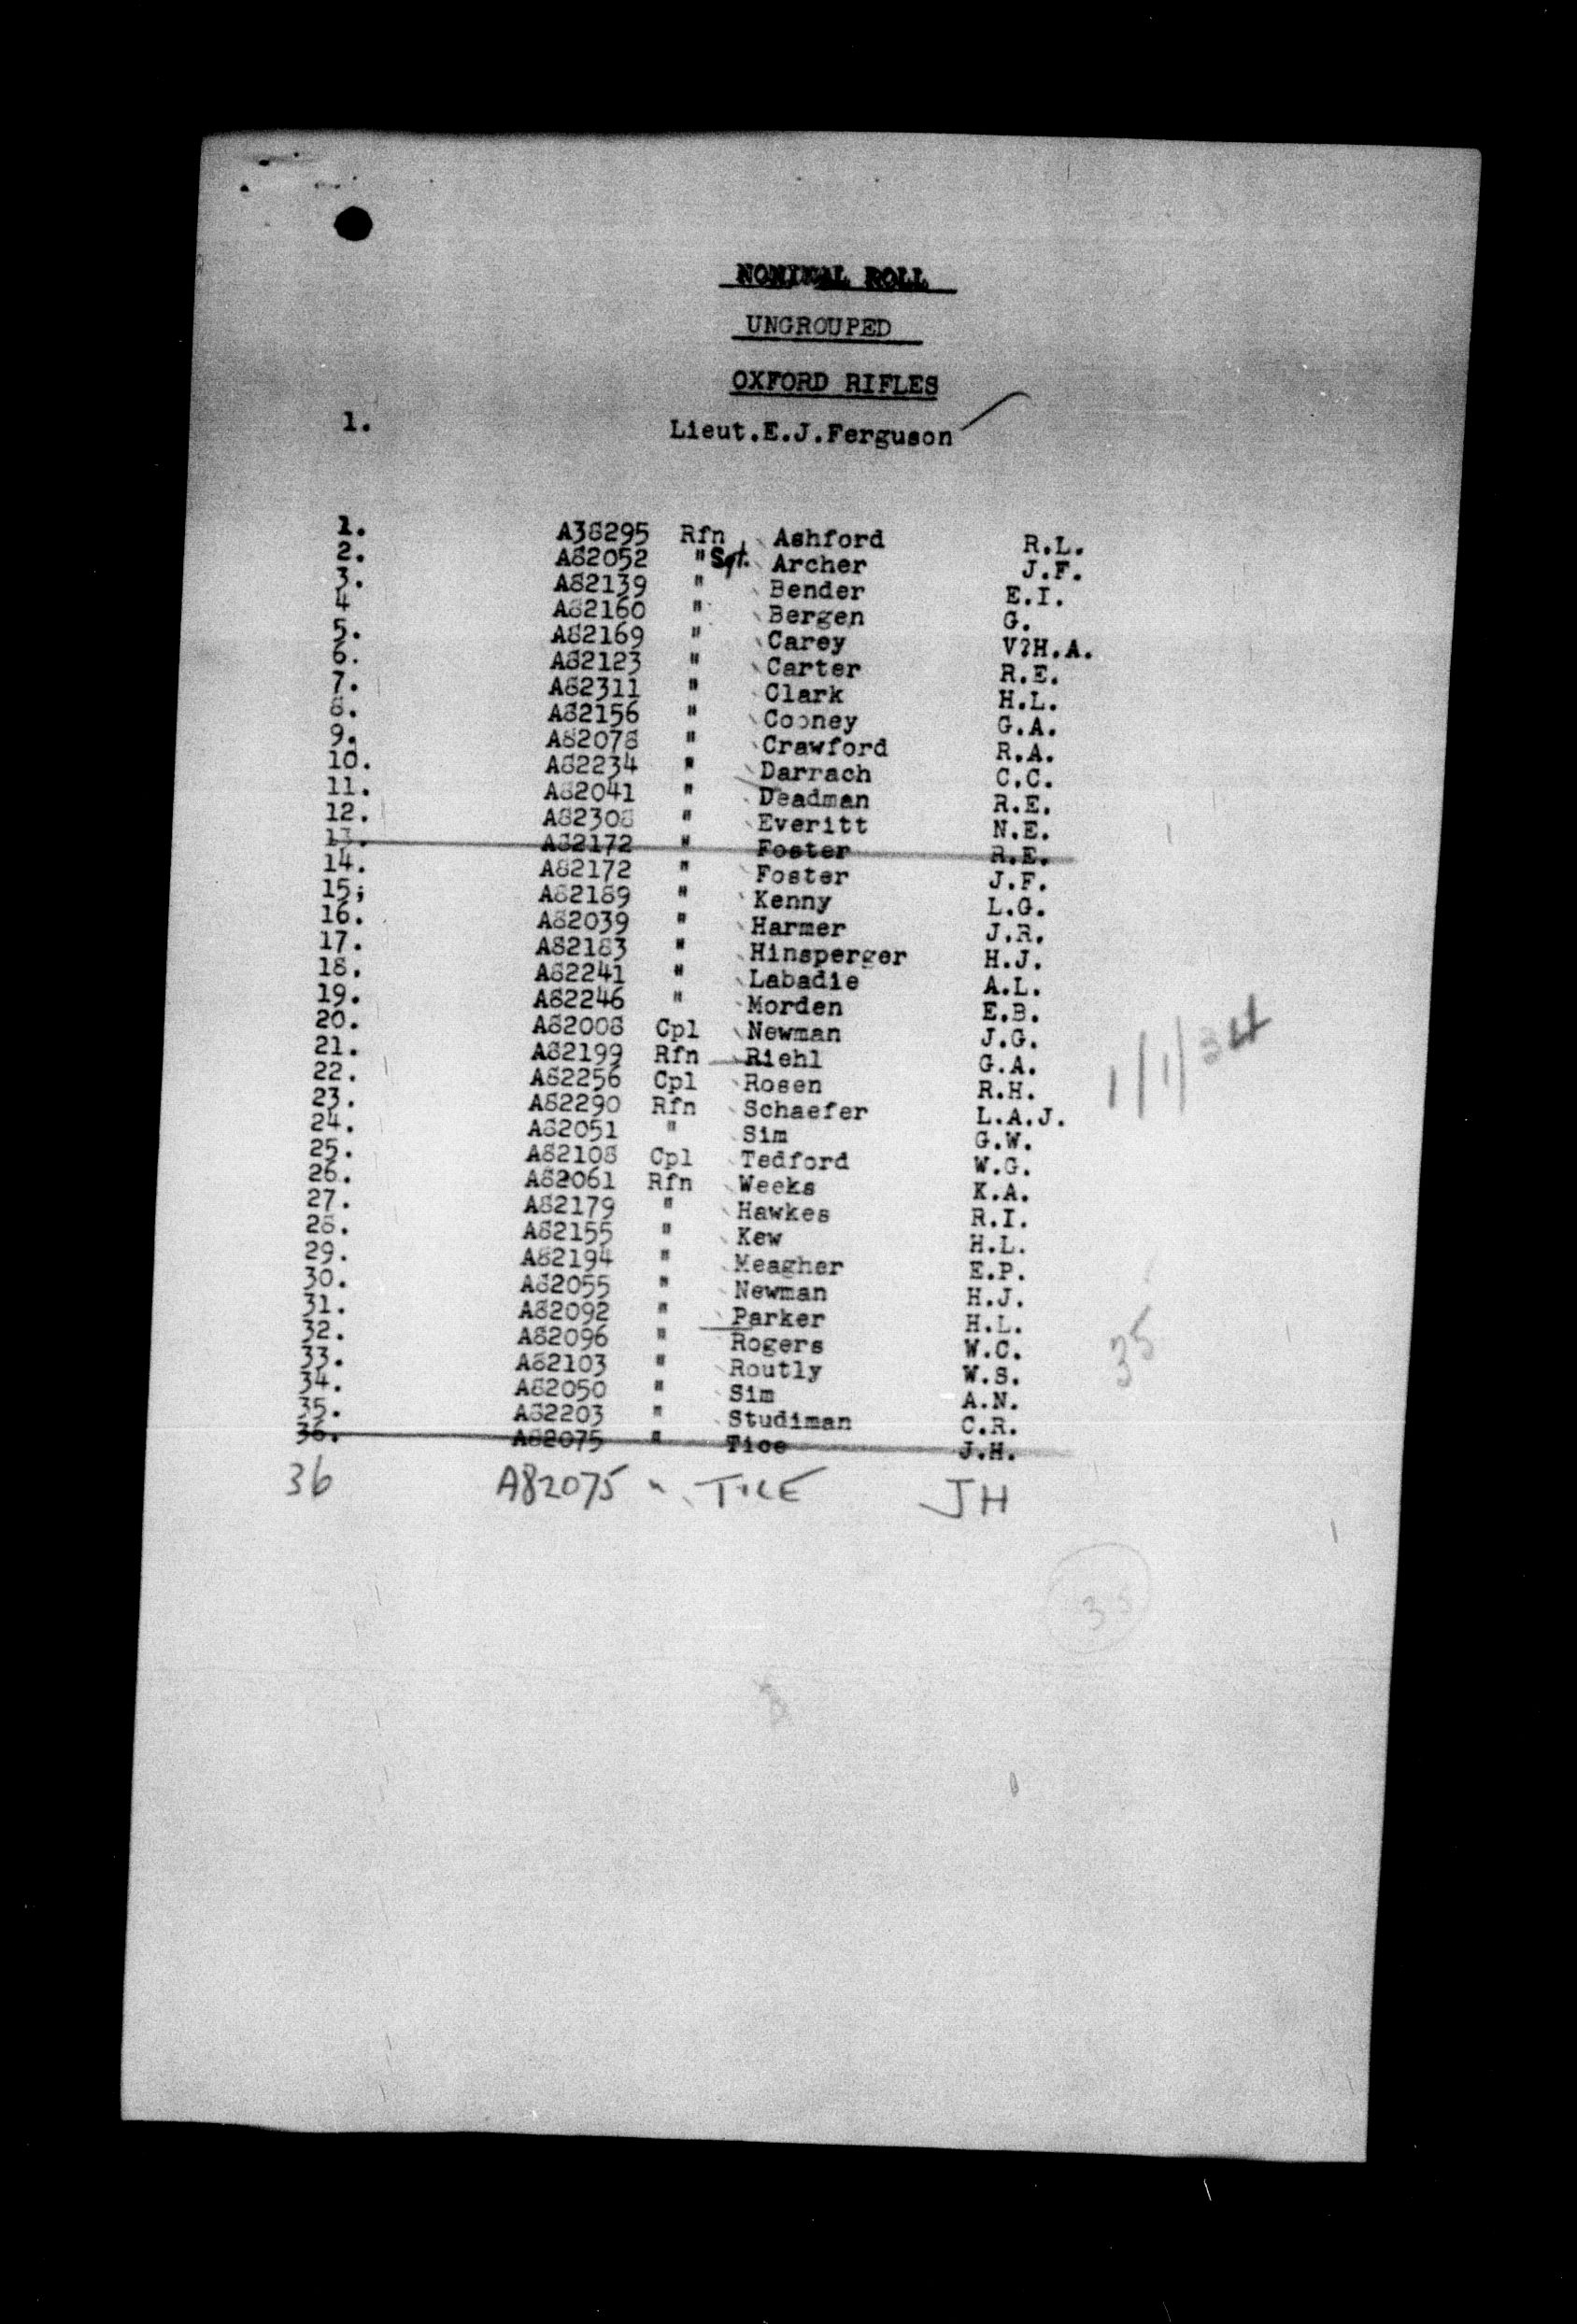 NOMINAL ROLL
UNGROUPED
OXFORD RIFLES
1. Lieut.E.J.Ferguson
1. A38295 Rfn Ashford R.L.
2. A82052 " Sgt. Archer J.F.
3. A82139 " Bender E.I.
4 A82160 " Bergen G.
5. A82169 " Carey V?H.A.
6. A82123 " Carter R.E.
7. A82311 " Clark H.L.
8. A82156 " Cooney G.A.
9. A82078 " Crawford R.A.
10. A82234 " Darrach C.C.
11. A82041 " Deadman R.E.
12. A82308 " Everitt N.E.
13. A82172 " Foster R.E.
14. A82172 " Foster J.F.
15; A82189 " Kenny L.G.
16. A82039 " Harmer J.R.
17. A82183 " Hinsperger H.J.
18. A82241 " Labadie A.L.
19. A82246 " Morden E.B.
20. A82008 Cpl Newman J.G.
21. A82199 Rfn Riehl G.A.
22. A82256 Cpl Rosen R.H.
23. A82290 Rfn Schaefer L.A.J.
24. A82051 " Sim G.W.
25. A82108 Cpl Tedford W.G.
26. A82061 Rfn Weeks K.A.
27. A82179 " Hawkes R.I.
28. A82155 " Kew H.L.
29. A82194 " Meagher E.P.
30. A82055 " Newman H.J.
31. A82092 " Parker H.L.
32. A82096 " Rogers W.C.
33. A82103 " Routly W.S.
34. A82050 " Sim A.N.
35. A82203 " Studiman C.R.
36. A82075 " Tice J.H.
36 A82075 " TICE JH
1/1/34
35
35